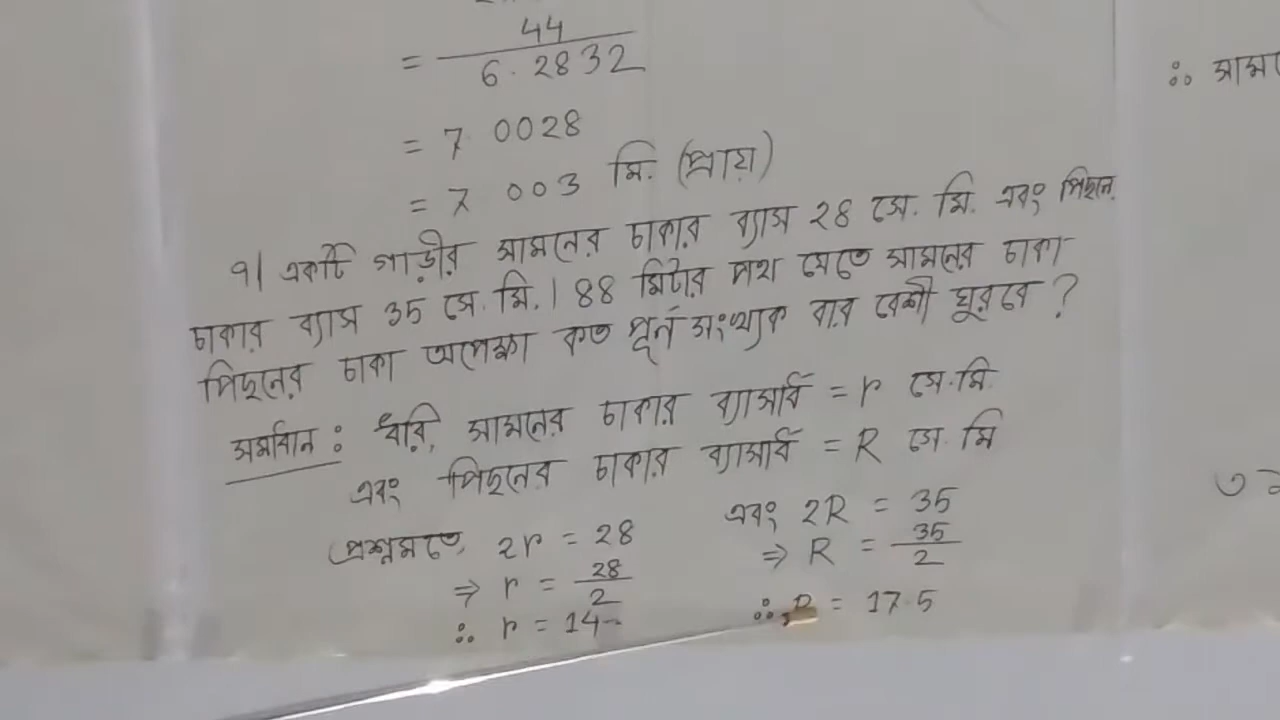 = 44 / 6.2832
= 7.0028
= 7.003 মি. (প্রায়)
৭। একটি গাড়ীর সামনের চাকার ব্যাস 28 সে. মি. এবং পিছনে
চাকার ব্যাস 35 সে. মি.। 88 মিটার পথ যেতে সামনের চাকা
পিছনের চাকা অপেক্ষা কত পূর্ন সংখ্যক বার বেশী ঘুরবে ?
সমাধান : ধরি, সামনের চাকার ব্যাসার্ধ = r সে.মি.
এবং পিছনের চাকার ব্যাসার্ধ = R সে. মি
প্রশ্নমতে, 2r = 28
⇒ r = 28 / 2
∴ r = 14
এবং 2R = 35
⇒ R = 35 / 2
∴ R = 17.5
∴